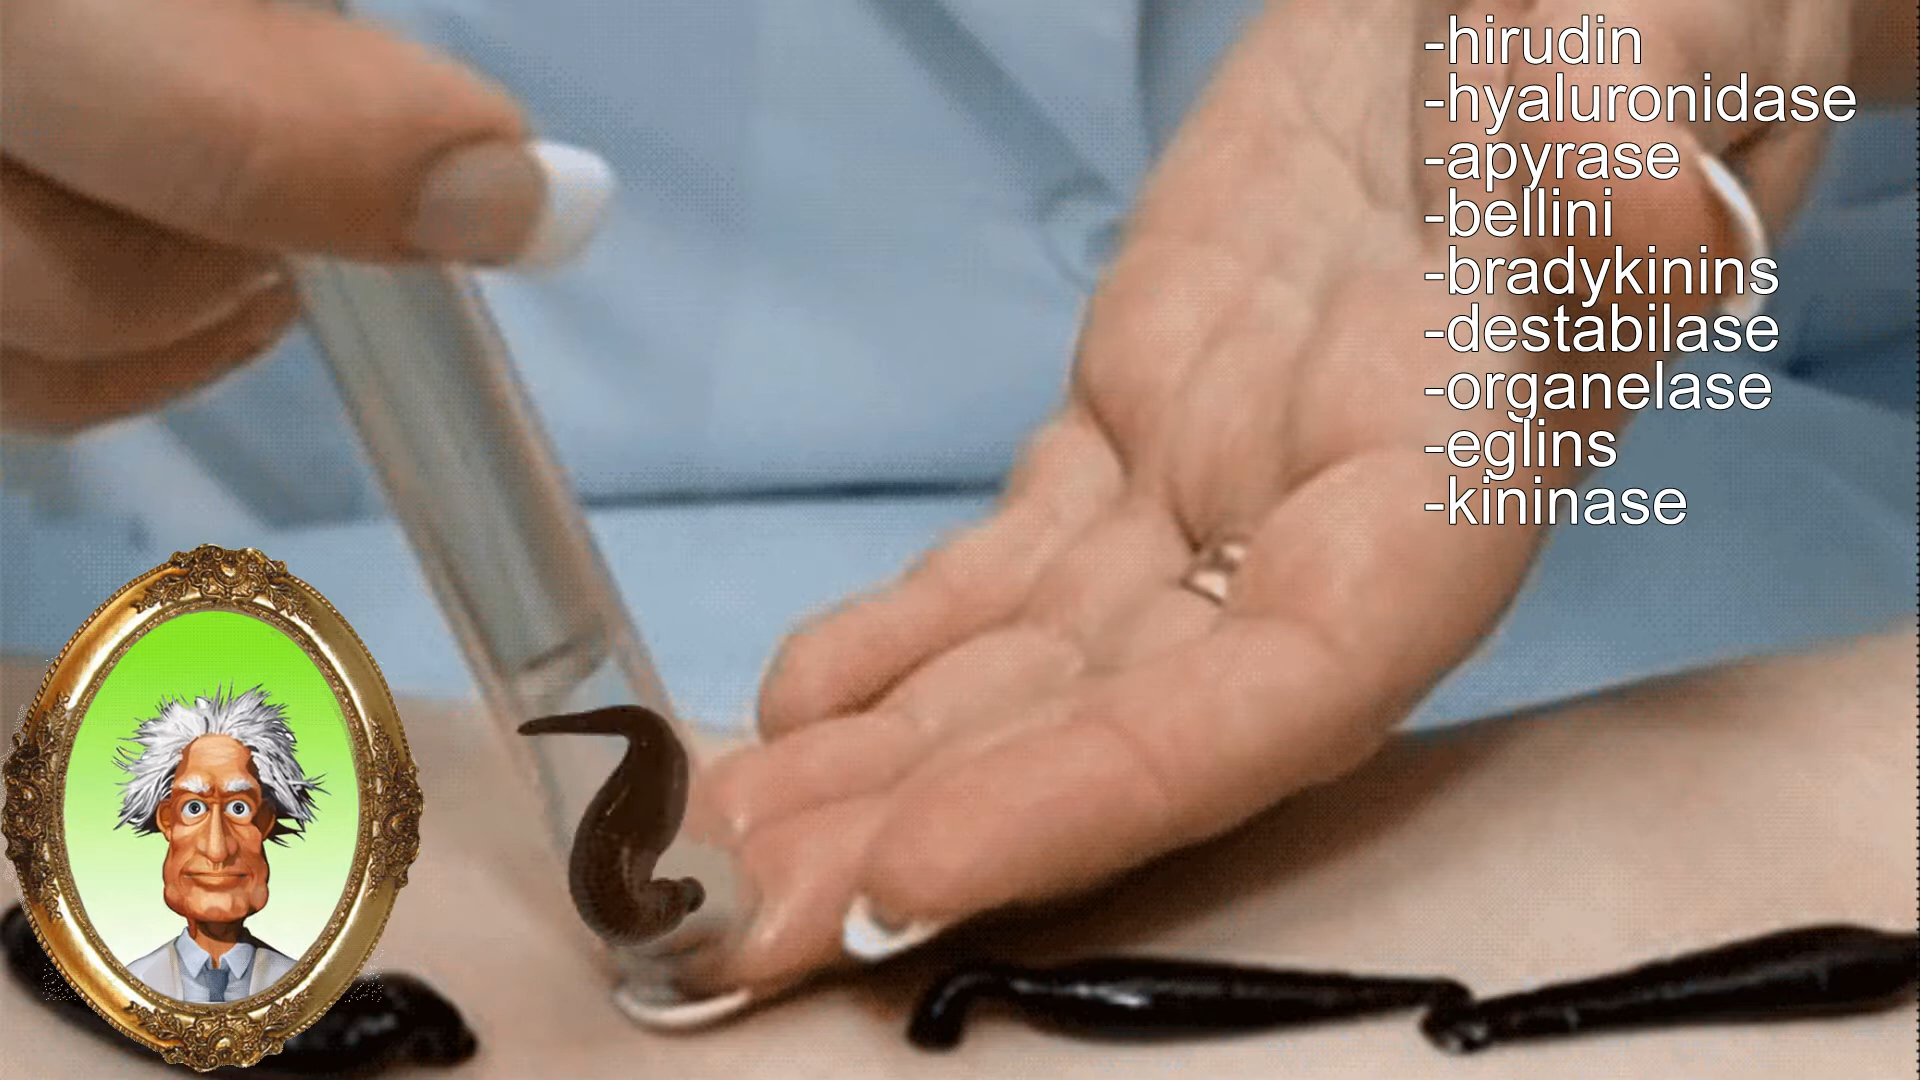 -hirudin
-hyaluronidase
-apyrase
-bellini
-bradykinins
-destabilase
-organelase
-eglins
-kininase